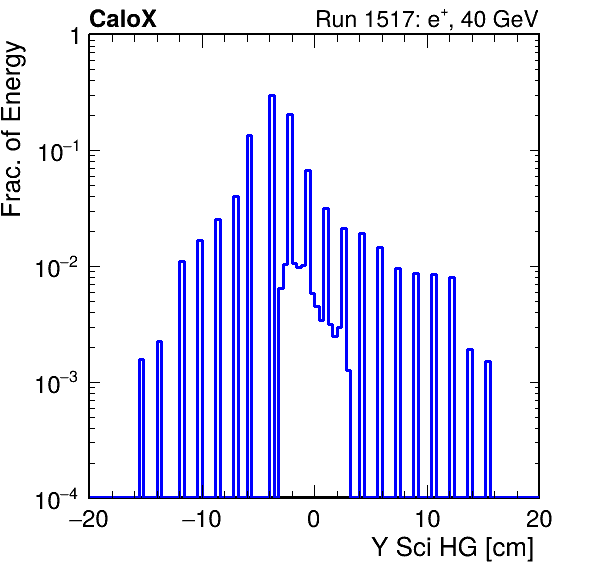 CaloX Run 1517: e⁺, 40 GeV
Frac. of Energy
1
10⁻¹
10⁻²
10⁻³
10⁻⁴
−20 −10 0 10 20
Y Sci HG [cm]